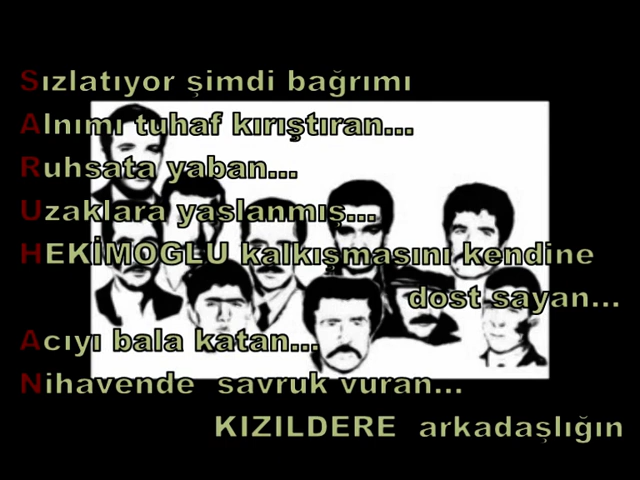 Sızlatıyor şimdi bağrımı
Alnımı tuhaf kırıştıran...
Ruhsata yaban...
Uzaklara yaslanmış...
HEKİMOGLU kalkışmasını kendine
dost sayan...
Acıyı bala katan...
Nihavende savruk vuran...
KIZILDERE arkadaşlığın